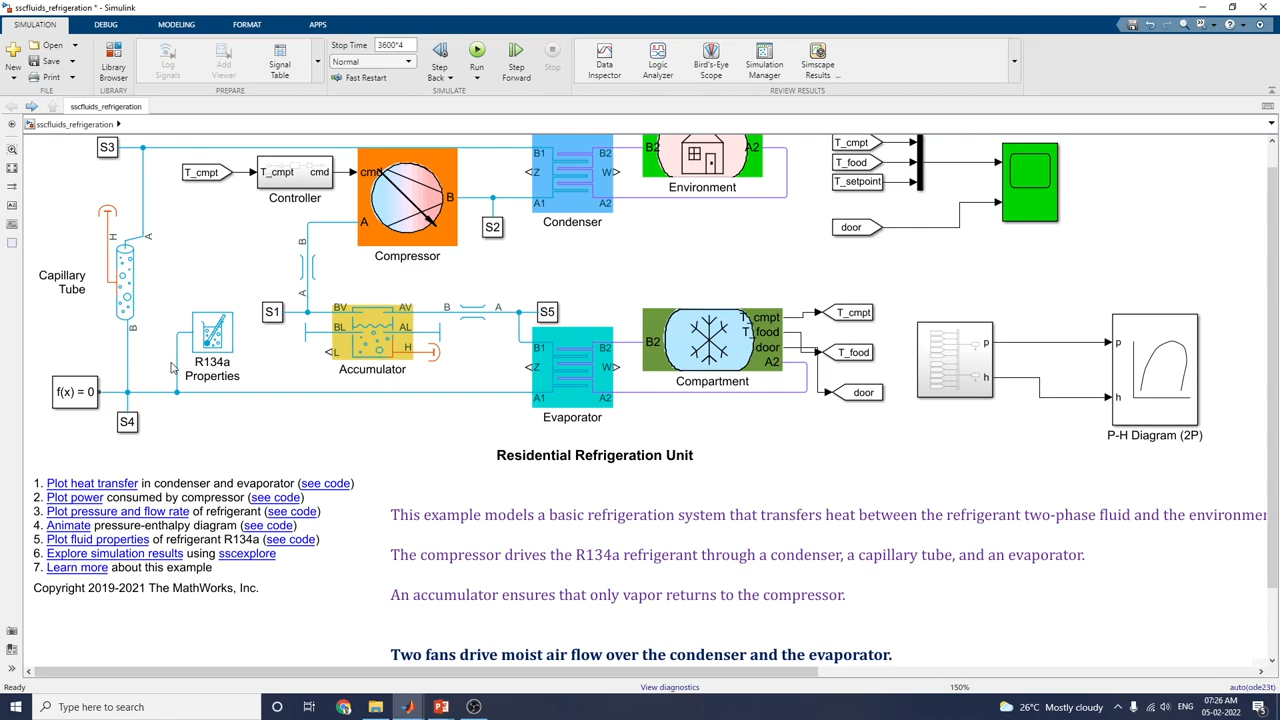 sscfluids_refrigeration * - Simulink
SIMULATION DEBUG MODELING FORMAT APPS
New
Open
Save
Print
FILE
Library Browser
LIBRARY
Log Signals
Add Viewer
Signal Table
PREPARE
Stop Time 3600*4
Normal
Fast Restart
Step Back
Run
Step Forward
Stop
SIMULATE
Data Inspector
Logic Analyzer
Bird's-Eye Scope
Simulation Manager
Simscape Results ...
REVIEW RESULTS
sscfluids_refrigeration
sscfluids_refrigeration
S3
T_cmpt
T_cmpt cmd
Controller
cmd
A
B
Compressor
S2
B1 B2
Z W
A1 A2
Condenser
B2 A2
Environment
T_cmpt
T_food
T_setpoint
door
H
A
Capillary Tube
B
R134a Properties
f(x) = 0
S4
B
A
S1
BV AV
BL AL
L H
Accumulator
B A
S5
B1 B2
Z W
A1 A2
Evaporator
B2
T_cmpt
T_food
door
A2
Compartment
T_cmpt
T_food
door
p
h
p
h
P-H Diagram (2P)
Residential Refrigeration Unit
1. Plot heat transfer in condenser and evaporator (see code)
2. Plot power consumed by compressor (see code)
3. Plot pressure and flow rate of refrigerant (see code)
4. Animate pressure-enthalpy diagram (see code)
5. Plot fluid properties of refrigerant R134a (see code)
6. Explore simulation results using sscexplore
7. Learn more about this example
Copyright 2019-2021 The MathWorks, Inc.
This example models a basic refrigeration system that transfers heat between the refrigerant two-phase fluid and the environmen
The compressor drives the R134a refrigerant through a condenser, a capillary tube, and an evaporator.
An accumulator ensures that only vapor returns to the compressor.
Two fans drive moist air flow over the condenser and the evaporator.
Ready
View diagnostics
150%
auto(ode23t)
Type here to search
26°C Mostly cloudy
ENG
07:26 AM
05-02-2022
5